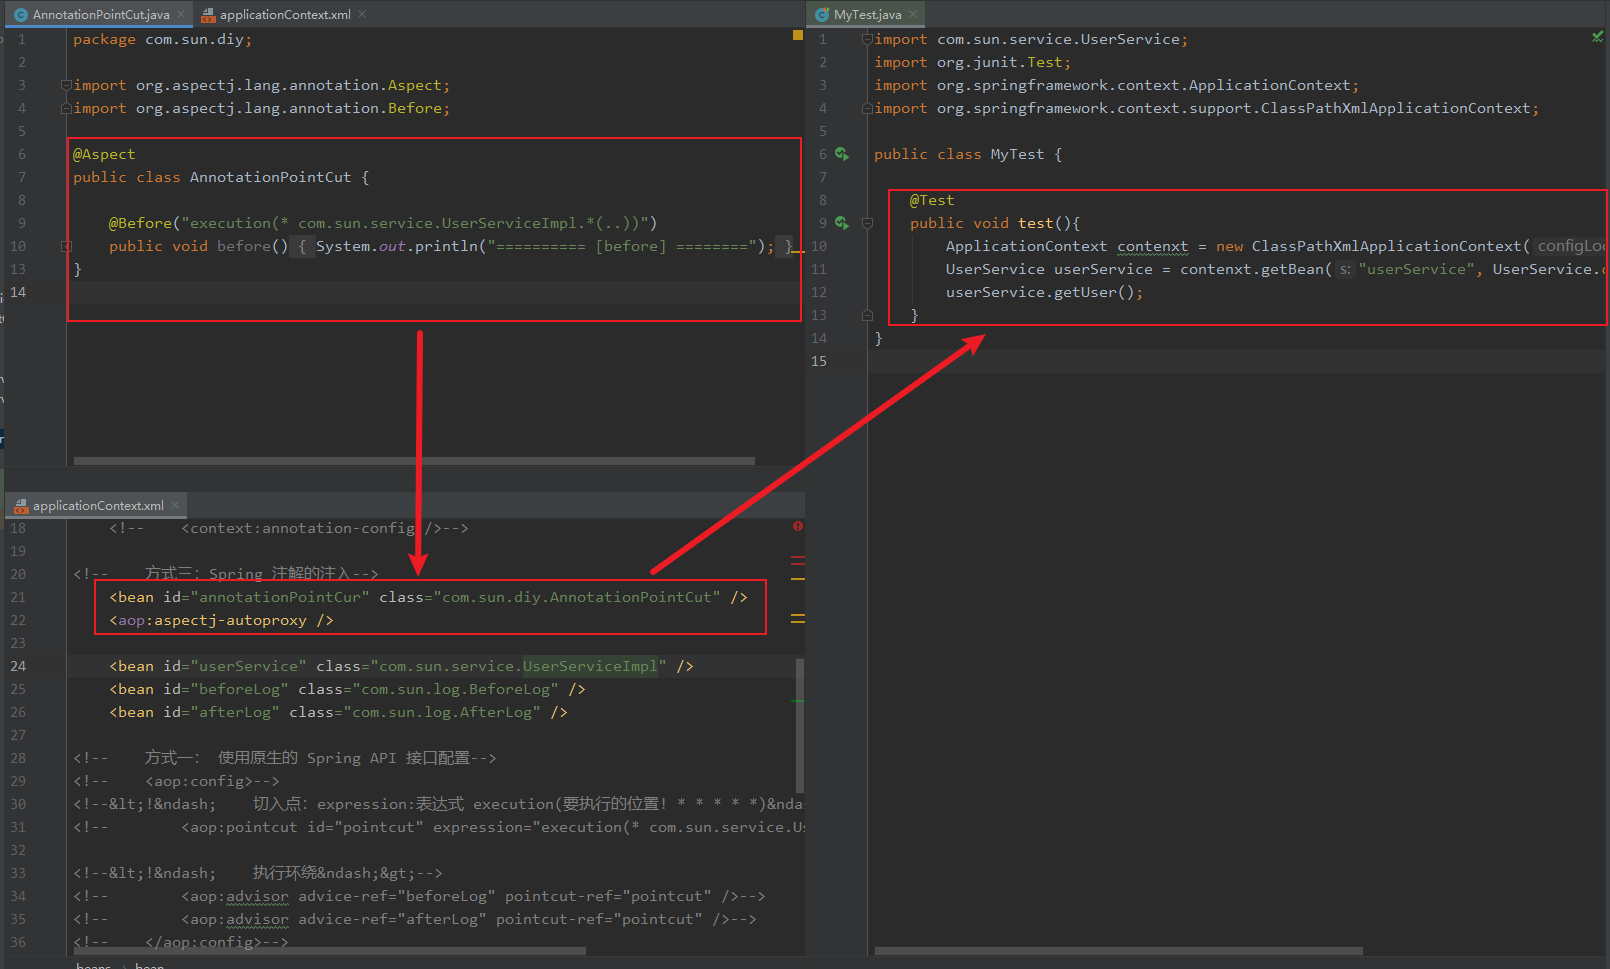 AnnotationPointCut.java
applicationContext.xml
1 package com.sun.diy;
2
3 import org.aspectj.lang.annotation.Aspect;
4 import org.aspectj.lang.annotation.Before;
5
6 @Aspect
7 public class AnnotationPointCut {
8
9 @Before("execution(* com.sun.service.UserServiceImpl.*(..))")
10 public void before() { System.out.println("========== [before] ========"); }
13 }
14
applicationContext.xml
18 <!-- <context:annotation-config />-->
19
20 <!-- 方式三：Spring 注解的注入-->
21 <bean id="annotationPointCur" class="com.sun.diy.AnnotationPointCut" />
22 <aop:aspectj-autoproxy />
23
24 <bean id="userService" class="com.sun.service.UserServiceImpl" />
25 <bean id="beforeLog" class="com.sun.log.BeforeLog" />
26 <bean id="afterLog" class="com.sun.log.AfterLog" />
27
28 <!-- 方式一： 使用原生的 Spring API 接口配置-->
29 <!-- <aop:config>-->
30 <!--&lt;!&ndash; 切入点：expression:表达式 execution(要执行的位置! * * * * *)&nda
31 <!-- <aop:pointcut id="pointcut" expression="execution(* com.sun.service.Us
32
33 <!--&lt;!&ndash; 执行环绕&ndash;&gt;-->
34 <!-- <aop:advisor advice-ref="beforeLog" pointcut-ref="pointcut" />-->
35 <!-- <aop:advisor advice-ref="afterLog" pointcut-ref="pointcut" />-->
36 <!-- </aop:config>-->
beans › bean
MyTest.java
1 import com.sun.service.UserService;
2 import org.junit.Test;
3 import org.springframework.context.ApplicationContext;
4 import org.springframework.context.support.ClassPathXmlApplicationContext;
5
6 public class MyTest {
7
8 @Test
9 public void test(){
10 ApplicationContext contenxt = new ClassPathXmlApplicationContext( configLoc
11 UserService userService = contenxt.getBean( s: "userService", UserService.c
12 userService.getUser();
13 }
14 }
15